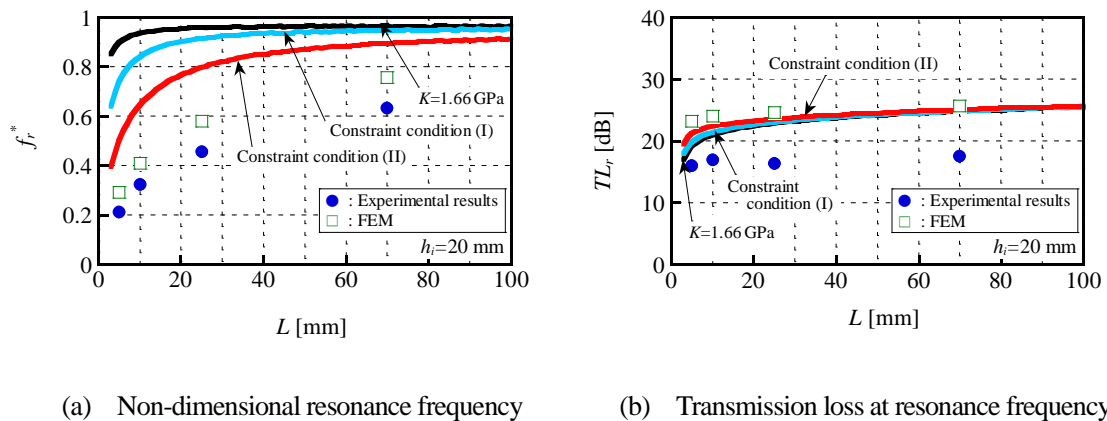 1
0.8
0.6
0.4
0.2
0
0 20 40 60 80 100
f_r*
L [mm]
K=1.66 GPa
Constraint condition (I)
Constraint condition (II)
: Experimental results
: FEM
h_i=20 mm
(a) Non-dimensional resonance frequency
40
30
20
10
0
0 20 40 60 80 100
TL_r [dB]
L [mm]
Constraint condition (II)
Constraint
condition (I)
K=1.66 GPa
: Experimental results
: FEM
h_i=20 mm
(b) Transmission loss at resonance frequency